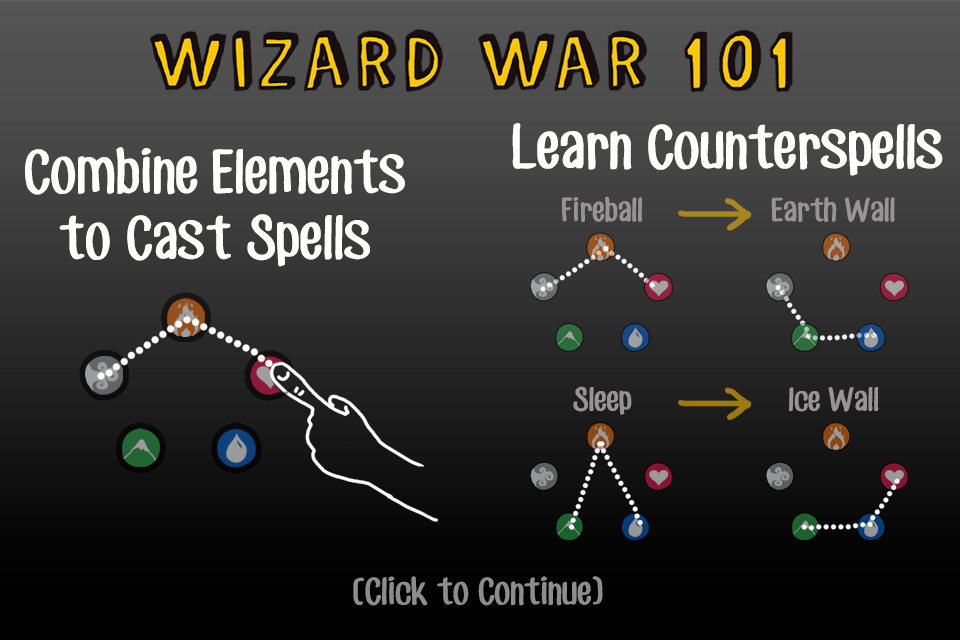 WIZARD WAR 101
Combine Elements
to Cast Spells
Learn Counterspells
Fireball
Earth Wall
Sleep
Ice Wall
(Click to Continue)